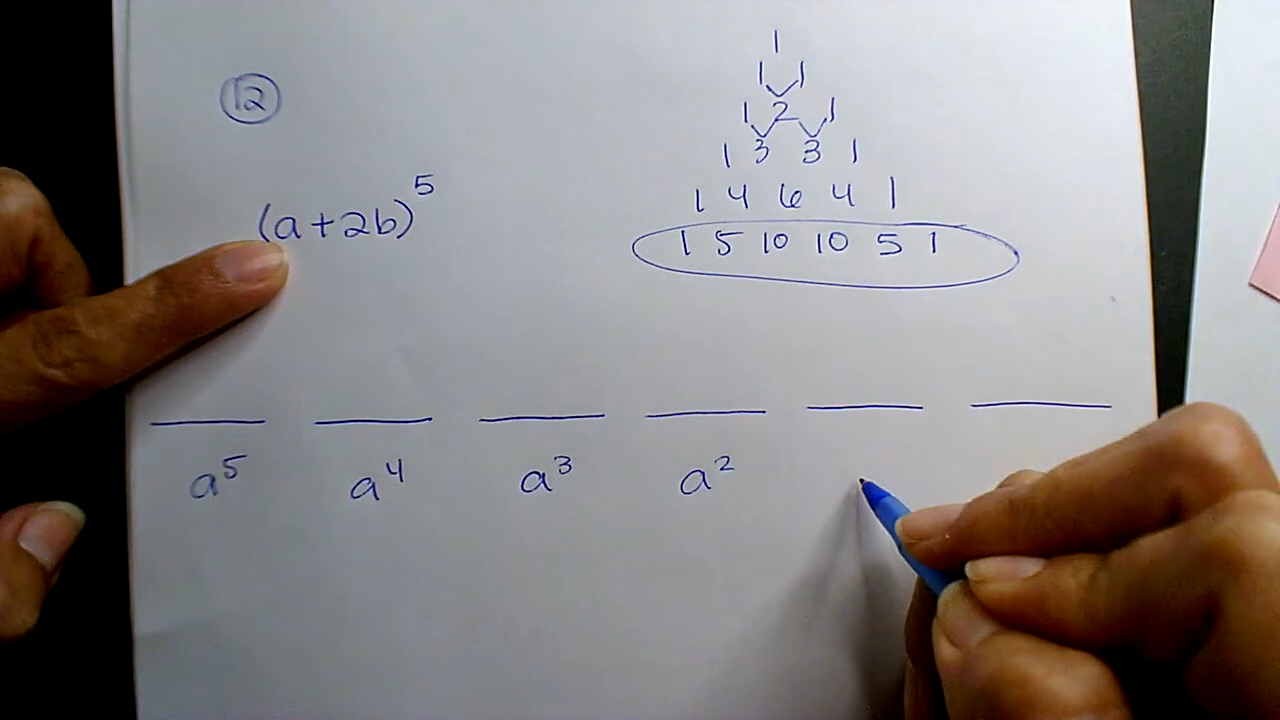 12
(a+2b)^5
1
1 1
1 2 1
1 3 3 1
1 4 6 4 1
1 5 10 10 5 1
a^5 a^4 a^3 a^2